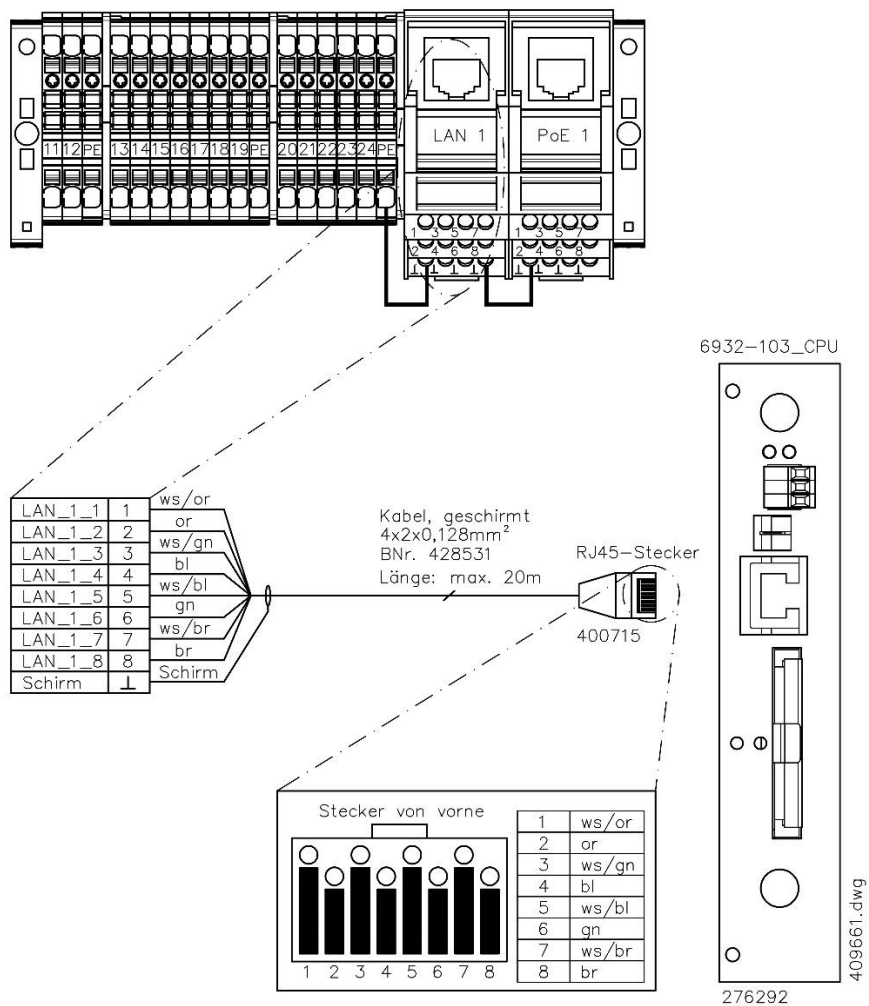 11 12 PE 13 14 15 16 17 18 19 PE 20 21 22 23 24 PE
LAN 1
PoE 1
1 3 5 7
2 4 6 8
⊥ ⊥ ⊥ ⊥
1 3 5 7
2 4 6 8
⊥ ⊥ ⊥ ⊥
6932-103_CPU
LAN_1_1 1 ws/or
LAN_1_2 2 or
LAN_1_3 3 ws/gn
LAN_1_4 4 bl
LAN_1_5 5 ws/bl
LAN_1_6 6 gn
LAN_1_7 7 ws/br
LAN_1_8 8 br
Schirm ⊥ Schirm
Kabel, geschirmt
4x2x0,128mm²
BNr. 428531
Länge: max. 20m
RJ45-Stecker
400715
Stecker von vorne
1 2 3 4 5 6 7 8
1 ws/or
2 or
3 ws/gn
4 bl
5 ws/bl
6 gn
7 ws/br
8 br
276292
409661.dwg